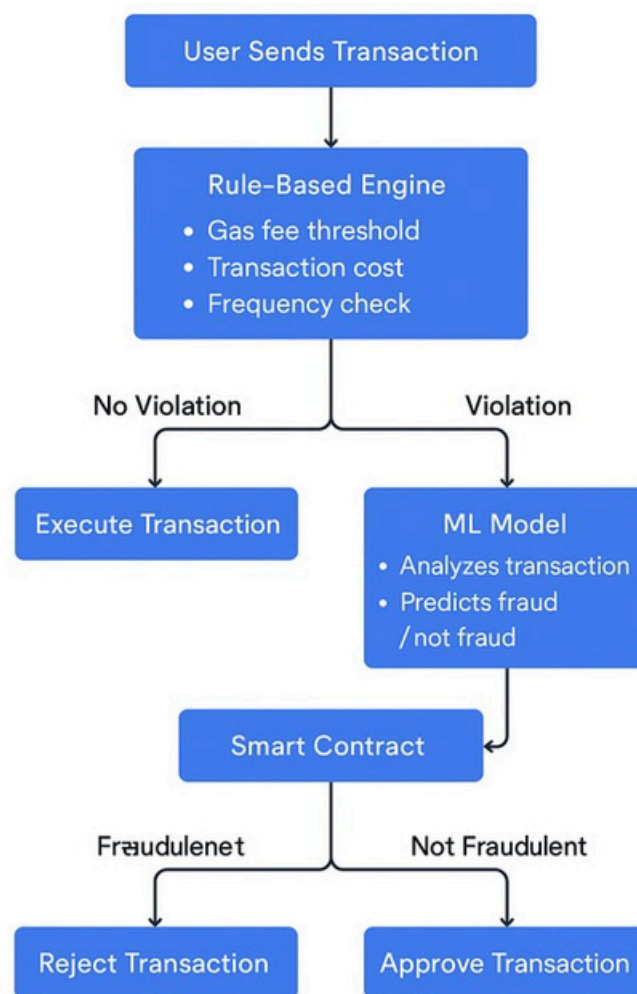 User Sends Transaction
Rule-Based Engine
• Gas fee threshold
• Transaction cost
• Frequency check
No Violation
Violation
Execute Transaction
ML Model
• Analyzes transaction
• Predicts fraud
/not fraud
Smart Contract
Not Fraudulent
Reject Transaction
Approve Transaction